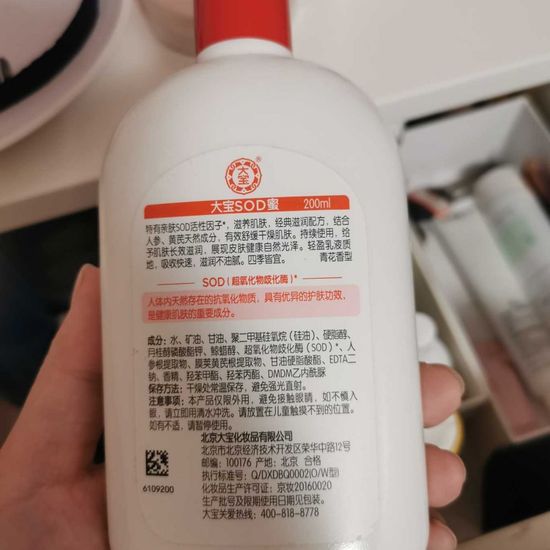 大宝
®
大宝SOD蜜 200ml
特有亲肤SOD活性因子*，滋养肌肤，经典滋润配方，结合
人参、黄芪天然成分，有效舒缓干燥肌肤。持续使用，给
予肌肤长效滋润，展现皮肤健康自然光泽。轻盈乳液质
地，吸收快速，滋润不油腻。四季皆宜。 青花香型
SOD（超氧化物歧化酶）*
人体内天然存在的抗氧化物质，具有优异的护肤功效，
是健康肌肤的重要成分。
成分：水、矿油、甘油、聚二甲基硅氧烷（硅油）、硬脂醇、
月桂醇磷酸酯钾、鲸蜡醇、超氧化物歧化酶（SOD）*、人
参根提取物、膜荚黄芪根提取物、甘油硬脂酸酯、EDTA二
钠、香精、羟苯甲酯、羟苯丙酯、DMDM乙内酰脲
保存方法：干燥处常温保存，避免强光直射。
注意事项：本产品仅限外用，避免接触眼睛，如不慎入
眼，请立即用清水冲洗。请放置在儿童触摸不到的位置。
如有不适，请暂停使用。
北京大宝化妆品有限公司
北京市北京经济技术开发区荣华中路12号
邮编：100176 产地：北京 合格
执行标准号：Q/DXDBQ0002(O/W型)
化妆品生产许可证：京妆20160020
生产批号及限期使用日期见包装。
大宝关爱热线：400-818-8778
6109200